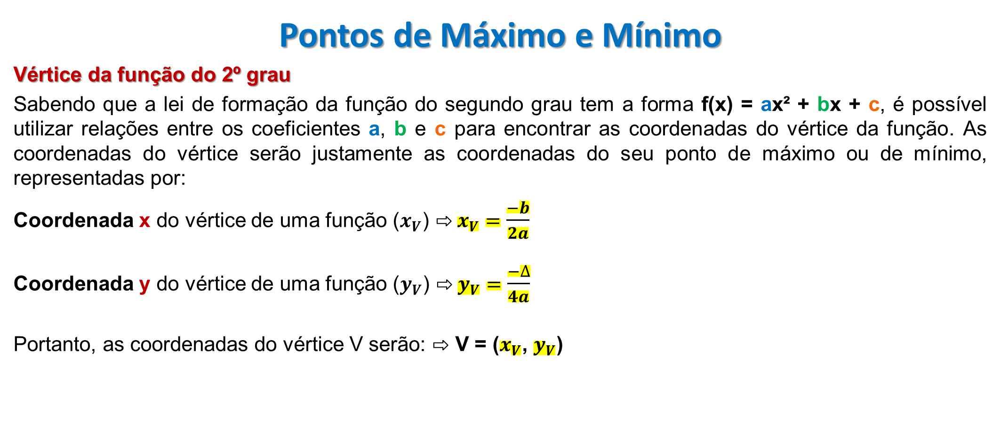 Pontos de Máximo e Mínimo
Vértice da função do 2º grau
Sabendo que a lei de formação da função do segundo grau tem a forma f(x) = ax² + bx + c, é possível
utilizar relações entre os coeficientes a, b e c para encontrar as coordenadas do vértice da função. As
coordenadas do vértice serão justamente as coordenadas do seu ponto de máximo ou de mínimo,
representadas por:
Coordenada x do vértice de uma função (x_V) ⇨ x_V = −b/2a
Coordenada y do vértice de uma função (y_V) ⇨ y_V = −Δ/4a
Portanto, as coordenadas do vértice V serão: ⇨ V = (x_V, y_V)